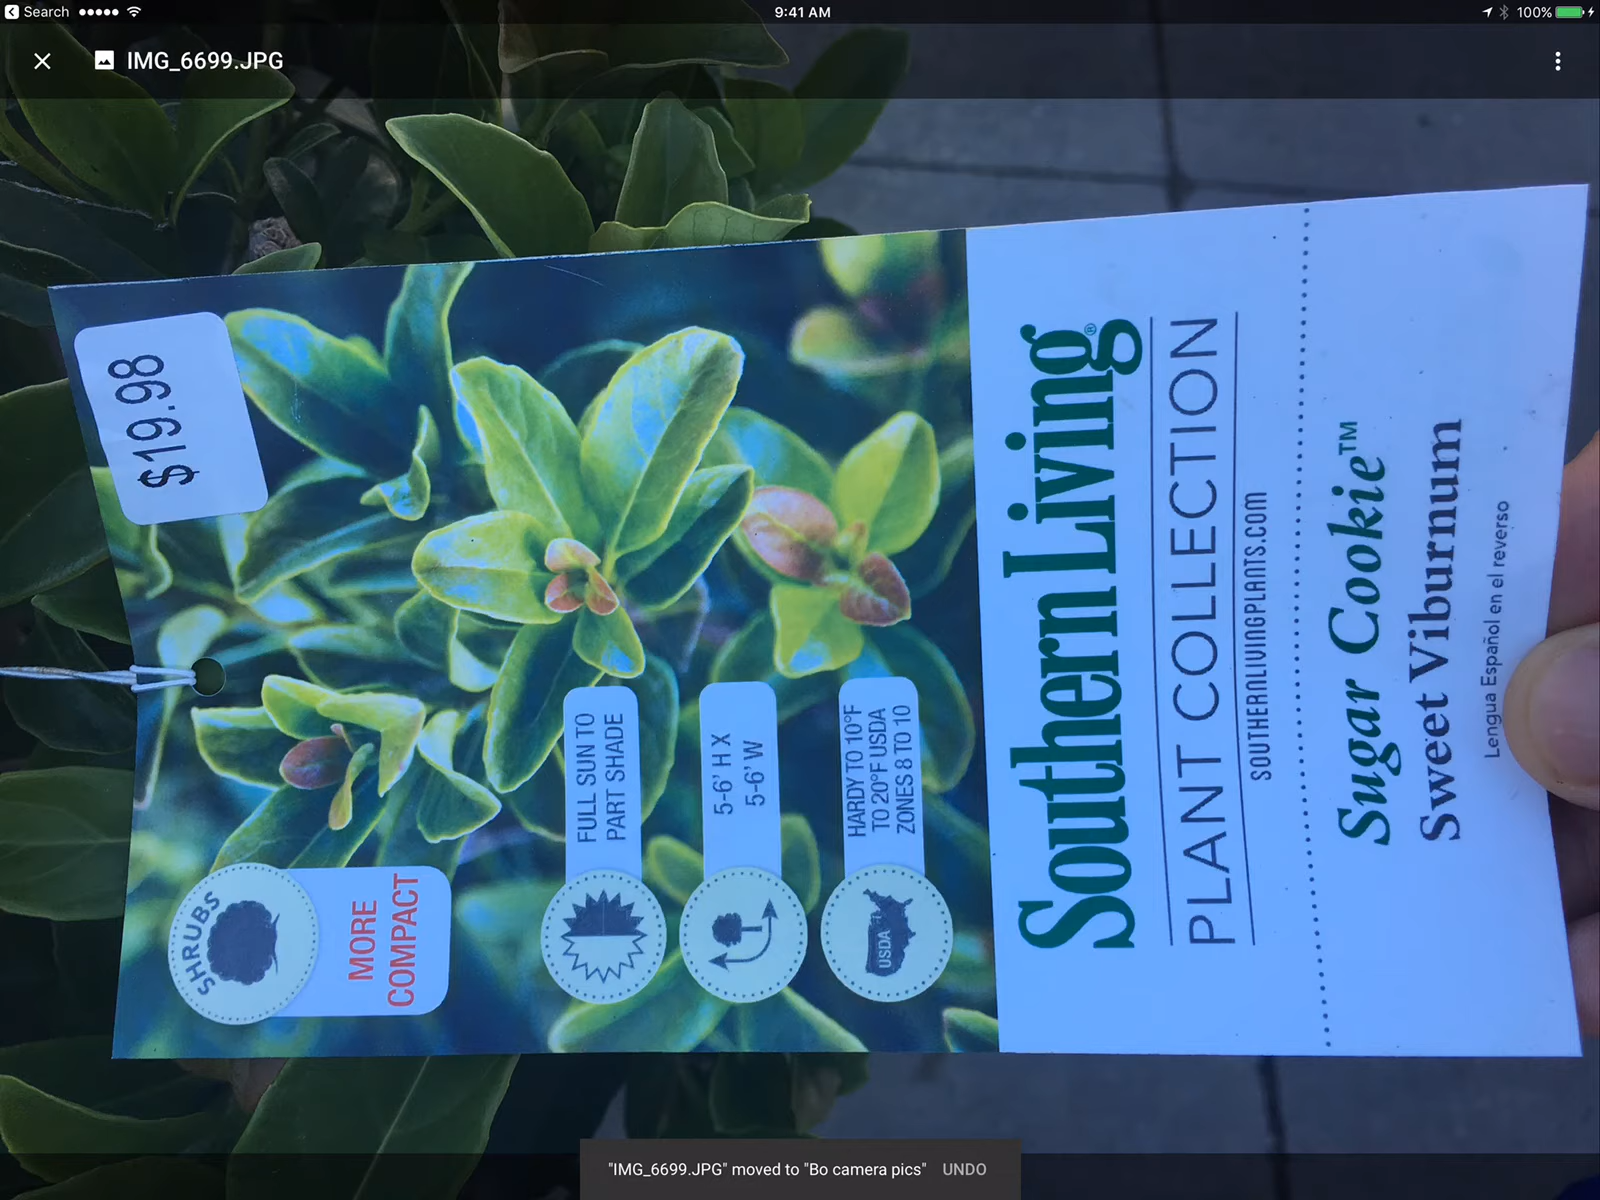 Search
9:41 AM
100%
IMG_6699.JPG
$19.98
SHRUBS
MORE
COMPACT
FULL SUN TO
PART SHADE
5-6' H X
5-6' W
USDA
HARDY TO 10°F
TO 20°F USDA
ZONES 8 TO 10
Southern Living®
PLANT COLLECTION
SOUTHERNLIVINGPLANTS.COM
Sugar Cookie™
Sweet Viburnum
Lengua Español en el reverso
"IMG_6699.JPG" moved to "Bo camera pics" UNDO